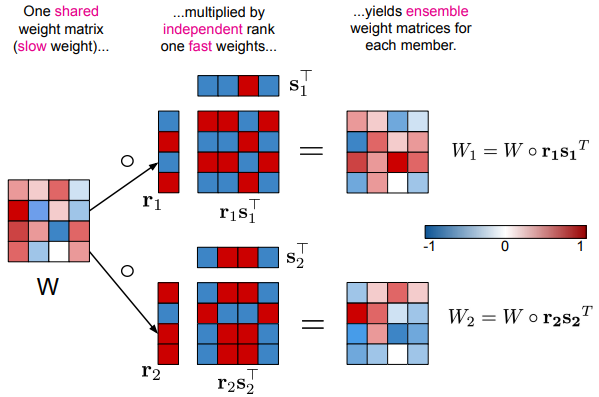 One shared
weight matrix
(slow weight)...
...multiplied by
independent rank
one fast weights...
...yields ensemble
weight matrices for
each member.
s₁⊤
∘
r₁
r₁s₁⊤
=
W₁ = W ∘ r₁s₁ᵀ
W
-1 0 1
s₂⊤
∘
r₂
r₂s₂⊤
=
W₂ = W ∘ r₂s₂ᵀ